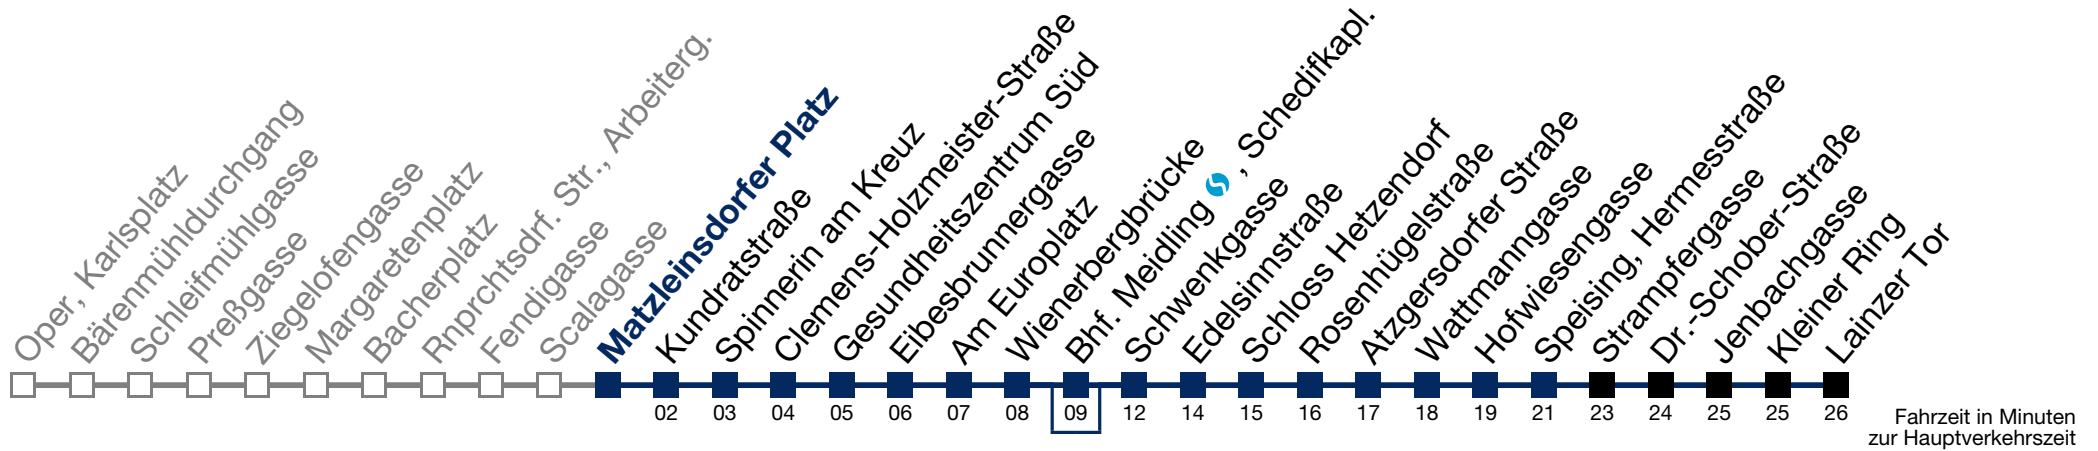 Oper, Karlsplatz
Bärenmühldurchgang
Schleifmühlgasse
Preßgasse
Ziegelofengasse
Margaretenplatz
Bacherplatz
Rnprchtsdrf. Str., Arbeiterg.
Fendigasse
Scalagasse
Matzleinsdorfer Platz
Kundratstraße
Spinnerin am Kreuz
Clemens-Holzmeister-Straße
Gesundheitszentrum Süd
Eibesbrunnergasse
Am Europlatz
Wienerbergbrücke
Bhf. Meidling , Schedifkapl.
Schwenkgasse
Edelsinnstraße
Schloss Hetzendorf
Rosenhügelstraße
Atzgersdorfer Straße
Wattmanngasse
Hofwiesengasse
Speising, Hermesstraße
Strampfergasse
Dr.-Schober-Straße
Jenbachgasse
Kleiner Ring
Lainzer Tor
02 03 04 05 06 07 08 09 12 14 15 16 17 18 19 21 23 24 25 25 26
Fahrzeit in Minuten
zur Hauptverkehrszeit